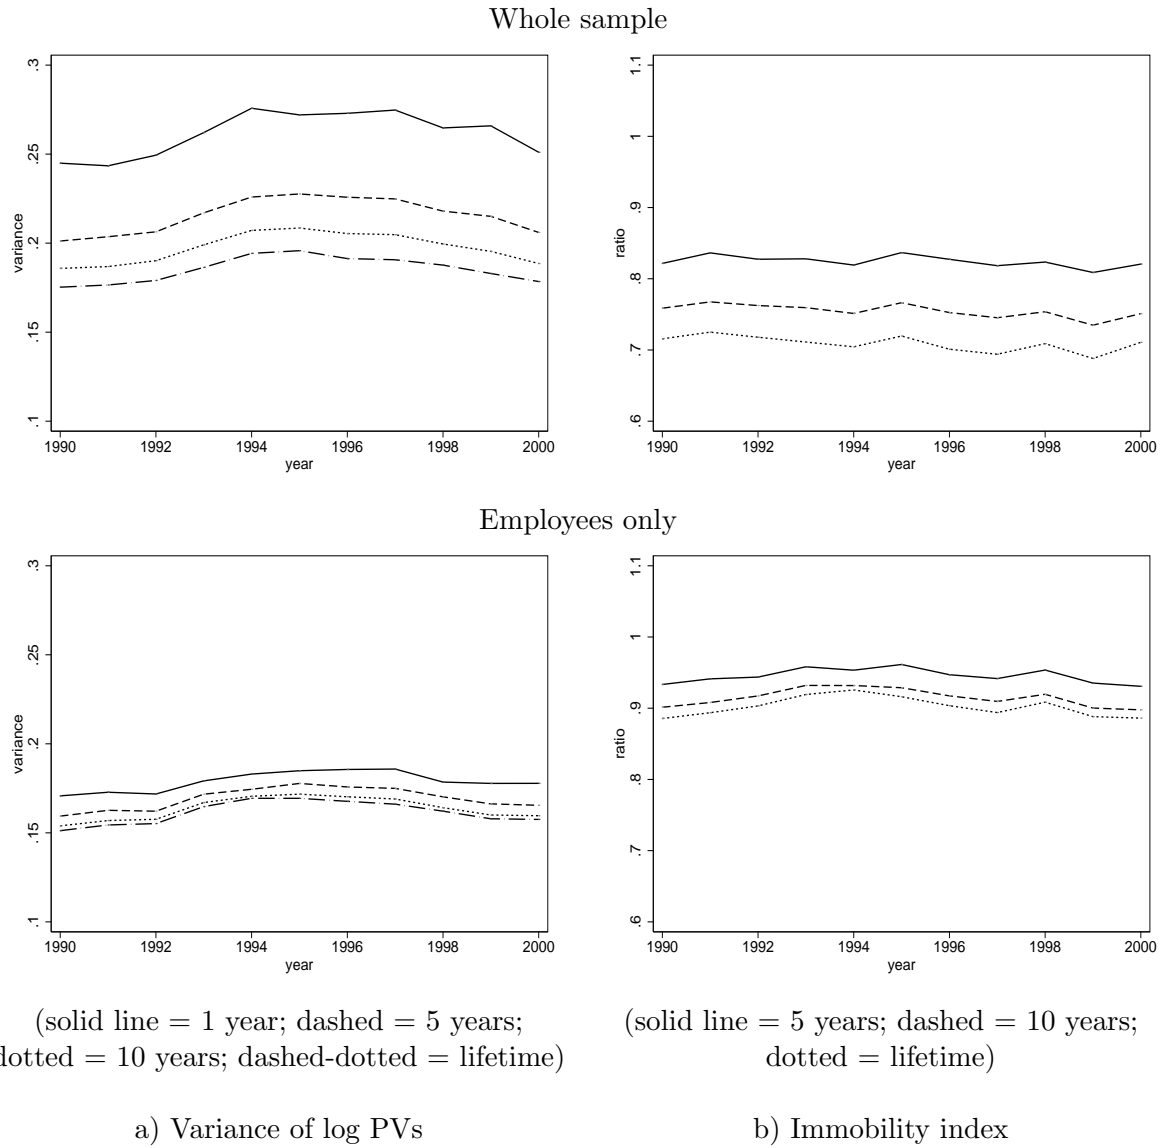 Whole sample
.3
.25
.2
.15
.1
variance
1990 1992 1994 1996 1998 2000
year
1.1
1
.9
.8
.7
.6
ratio
1990 1992 1994 1996 1998 2000
year
Employees only
.3
.25
.2
.15
.1
variance
1990 1992 1994 1996 1998 2000
year
1.1
1
.9
.8
.7
.6
ratio
1990 1992 1994 1996 1998 2000
year
(solid line = 1 year; dashed = 5 years;
dotted = 10 years; dashed-dotted = lifetime)
(solid line = 5 years; dashed = 10 years;
dotted = lifetime)
a) Variance of log PVs
b) Immobility index